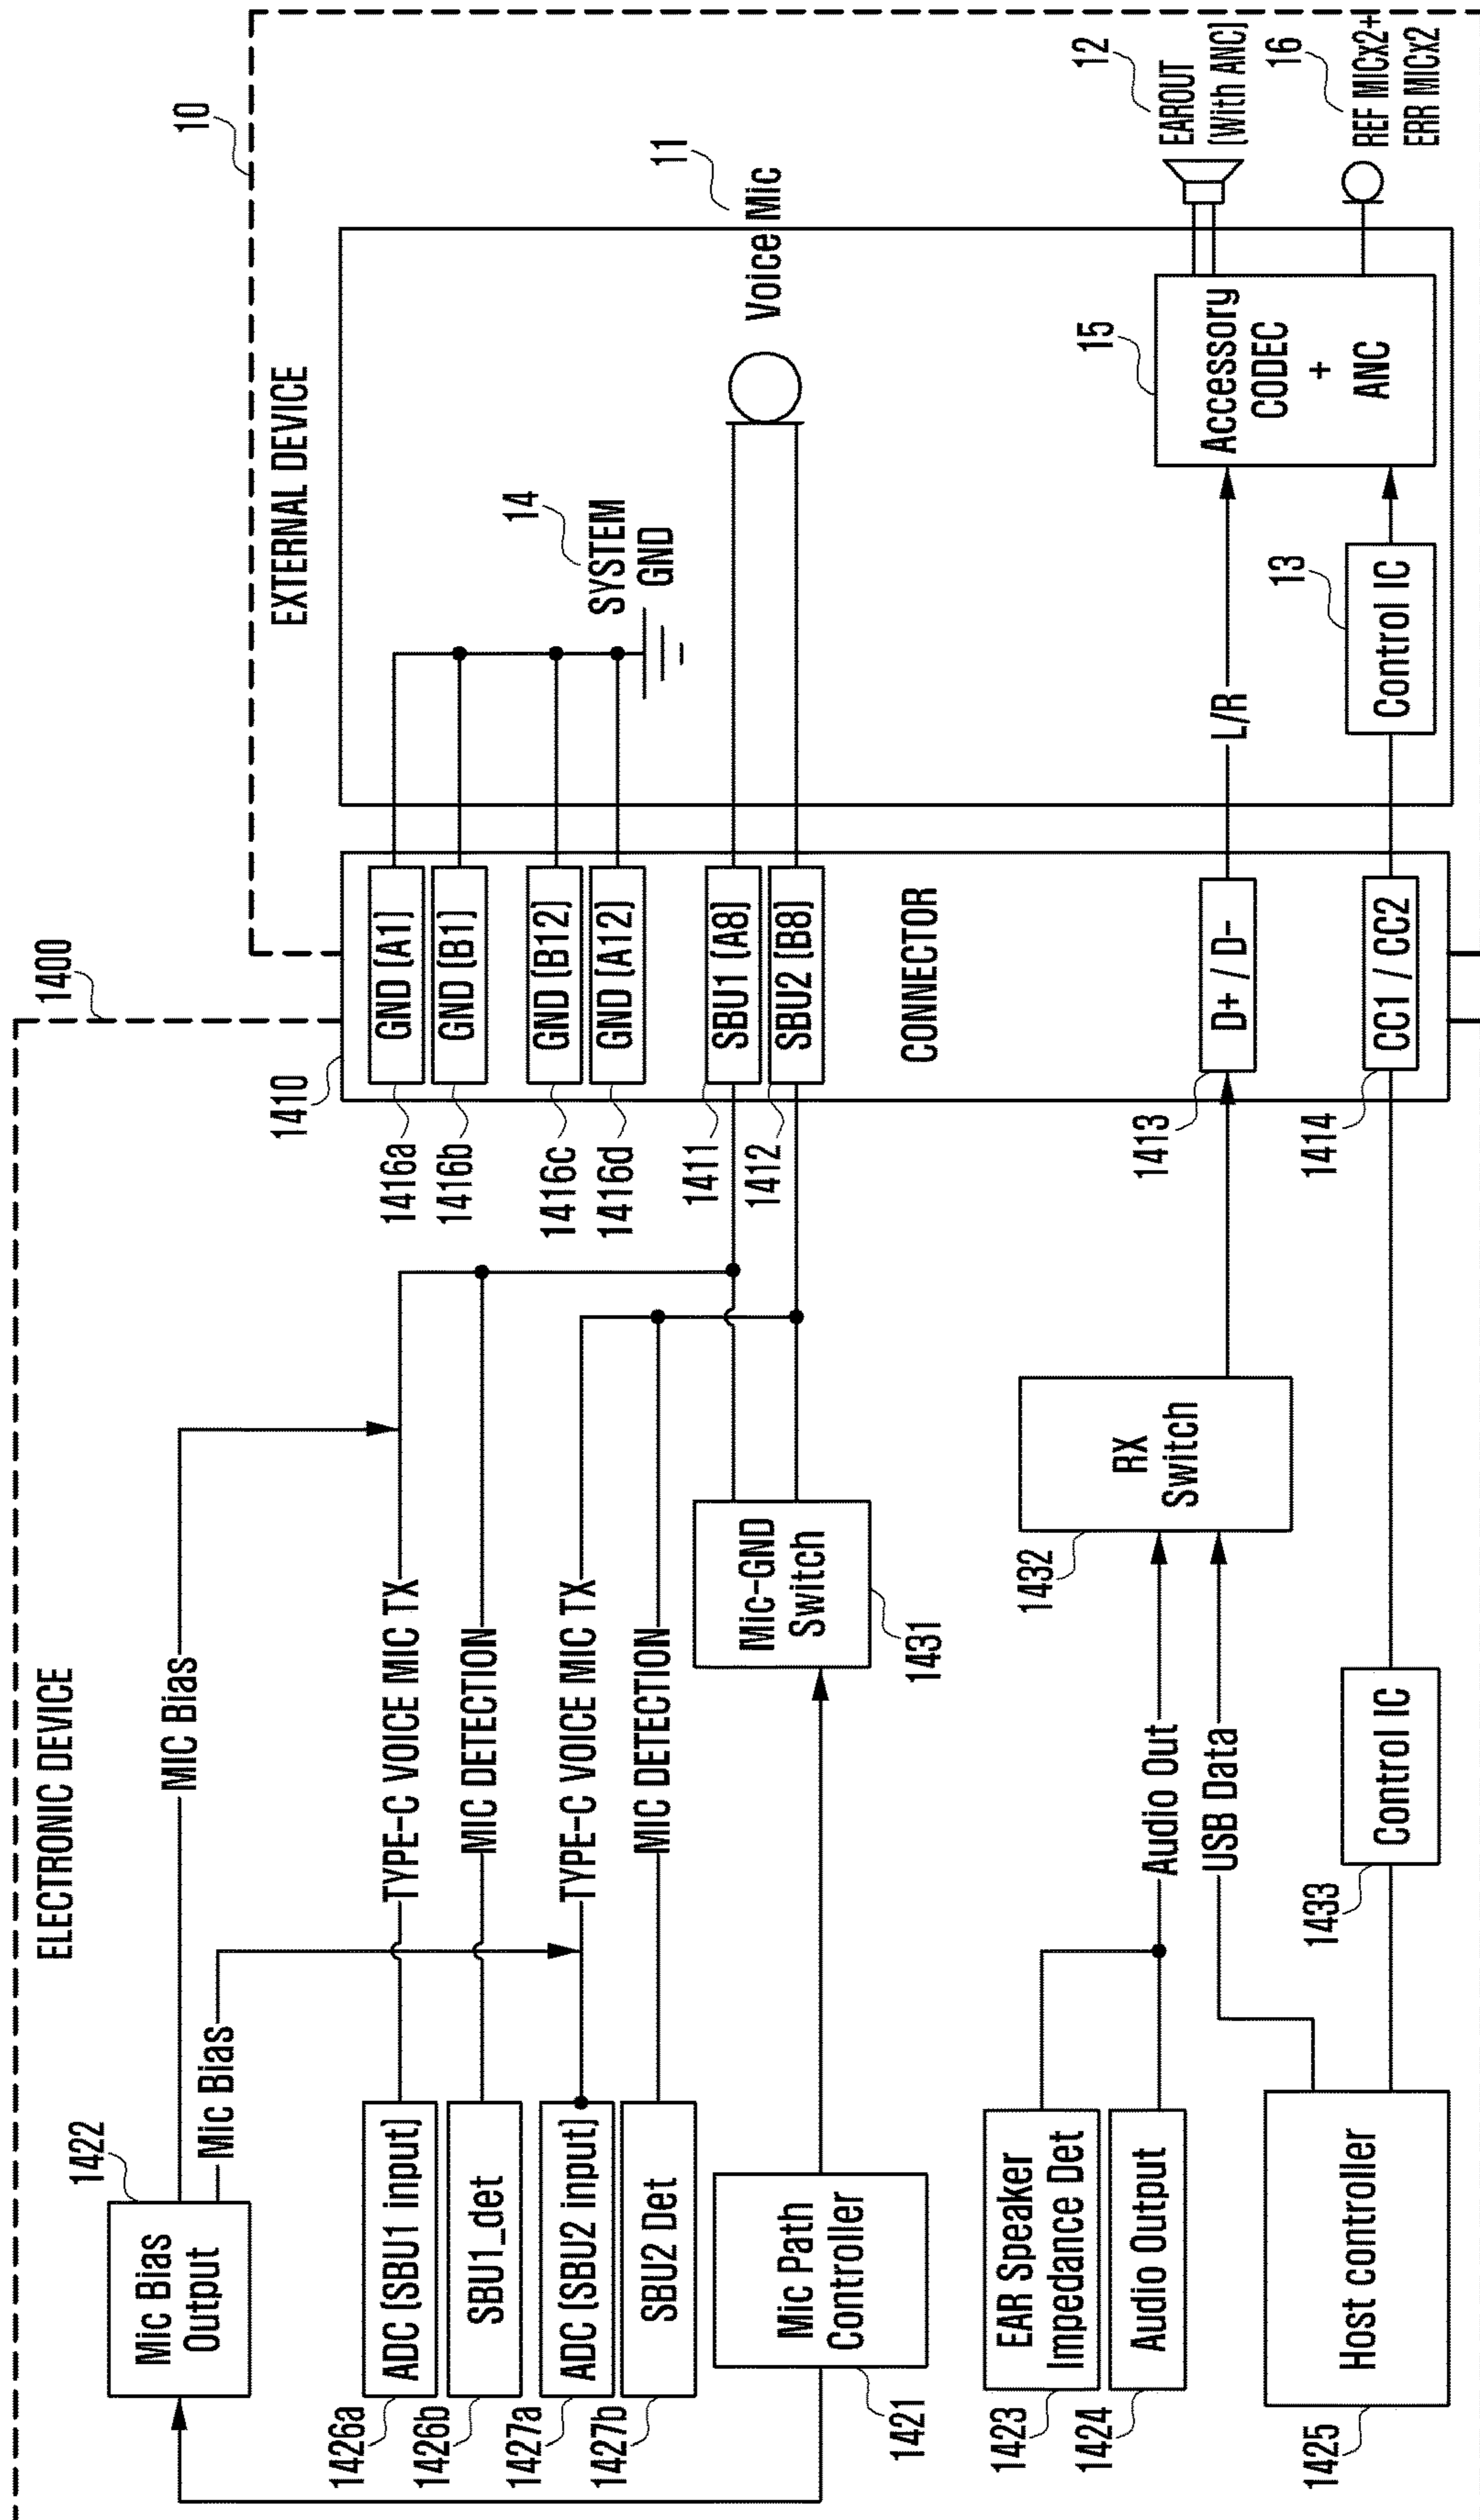 ELECTRONIC DEVICE
1400
EXTERNAL DEVICE
10
1422
Mic Bias
Output
MIC Bias
Mic Bias
1426a
ADC (SBU1 input)
TYPE-C VOICE MIC TX
1426b
SBU1_det
MIC DETECTION
1427a
ADC (SBU2 input)
TYPE-C VOICE MIC TX
1427b
SBU2 Det
MIC DETECTION
1421
Mic Path
Controller
Mic-GND
Switch
1431
1423
EAR Speaker
Impedance Det
1424
Audio Output
Audio Out
USB Data
1432
RX
Switch
1425
Host controller
1433
Control IC
1410
1416a
GND (A1)
1416b
GND (B1)
1416c
GND (B12)
1416d
GND (A12)
1411
SBU1 (A8)
1412
SBU2 (B8)
CONNECTOR
1413
D+ / D-
1414
CC1 / CC2
14
SYSTEM
GND
11
Voice Mic
L/R
13
Control IC
15
Accessory
CODEC
+
ANC
12
EAROUT
(With ANC)
16
REF MICx2+
ERR MICx2